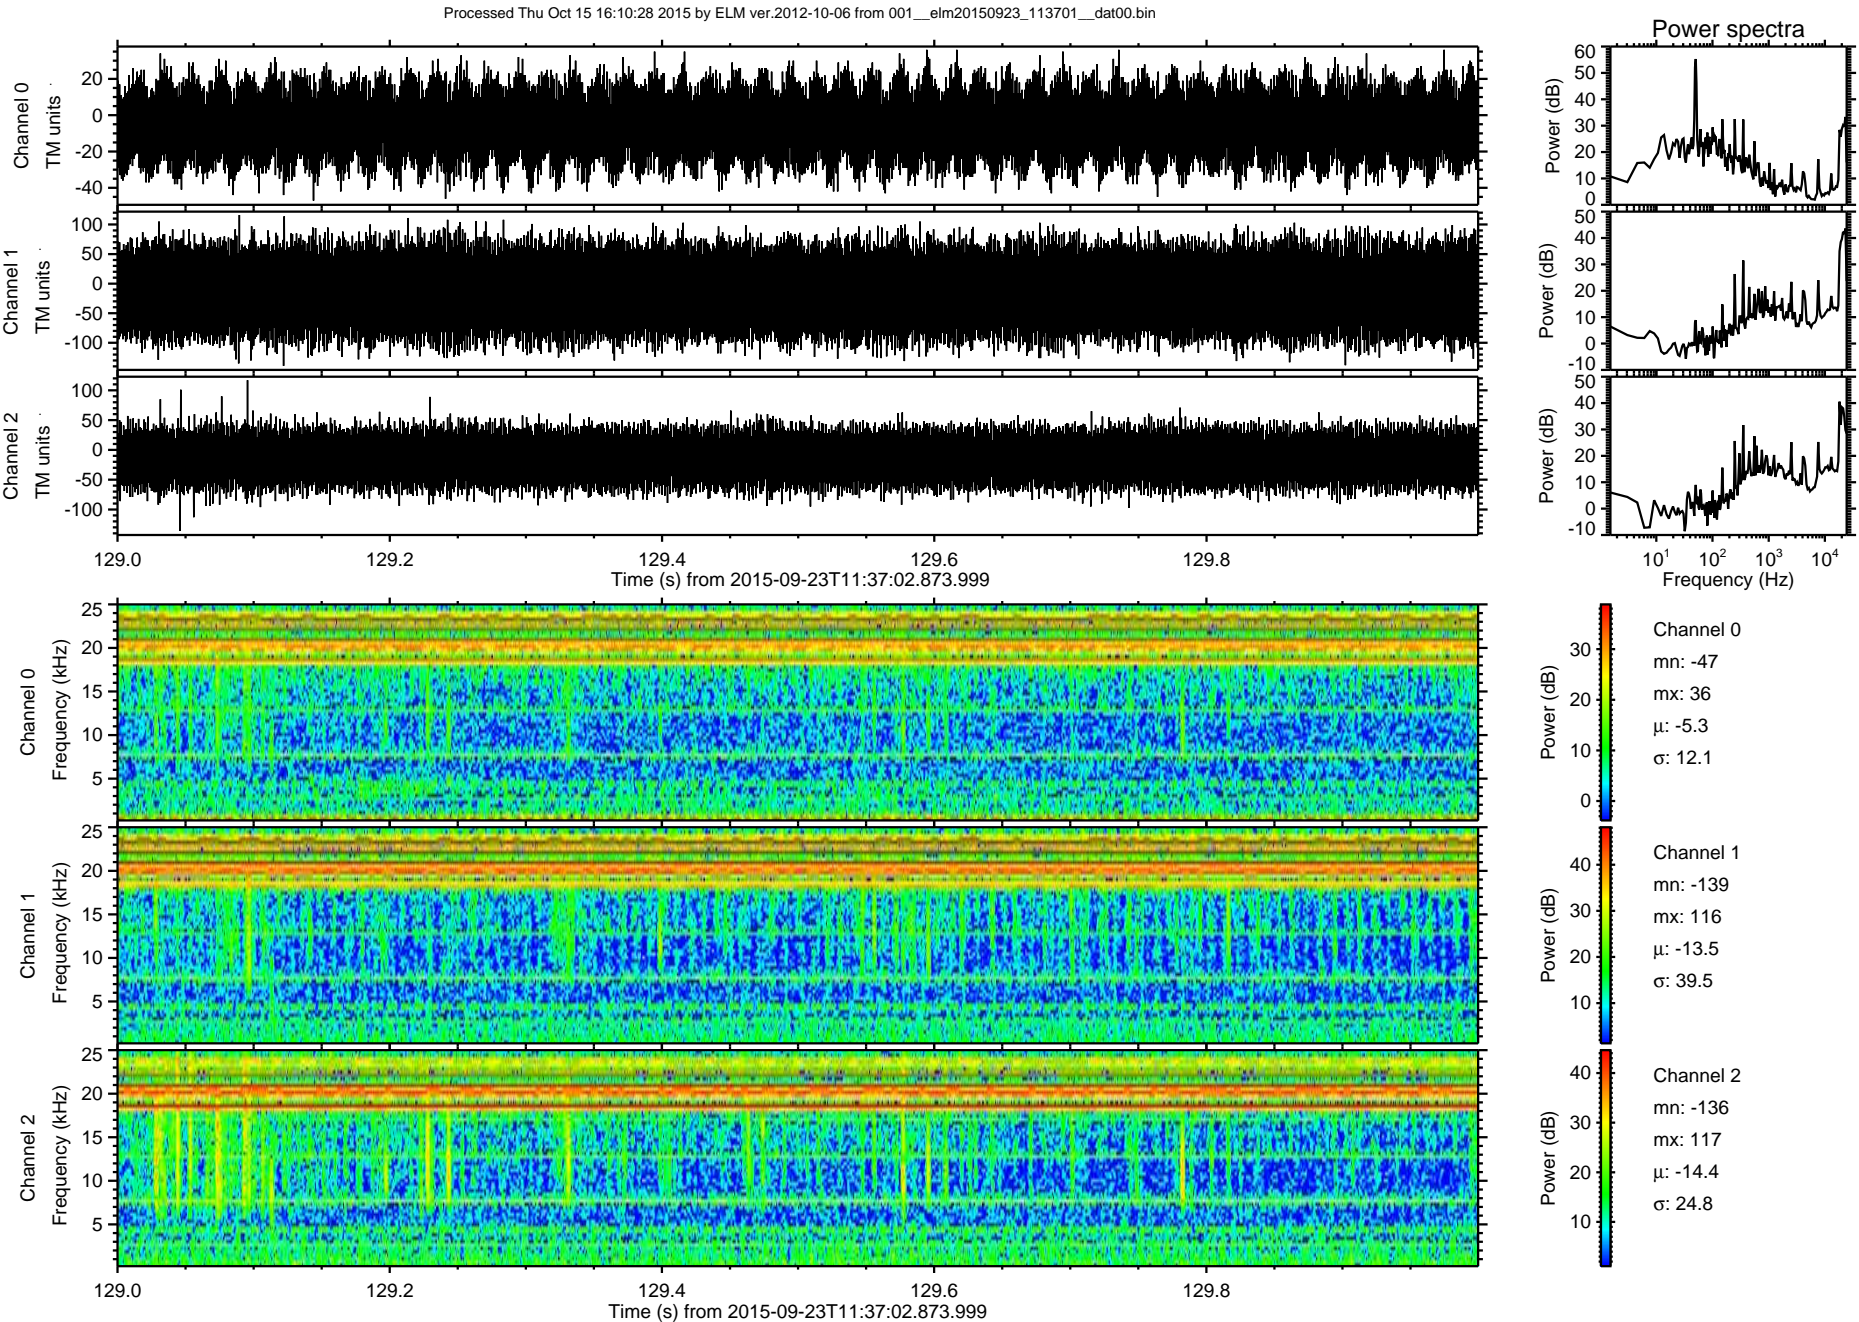 Processed Thu Oct 15 16:10:28 2015 by ELM ver.2012-10-06 from 001__elm20150923_113701__dat00.bin
Power spectra
Channel 0
TM units
20
0
-20
-40
Power (dB)
60
50
40
30
20
10
0
Channel 1
TM units
100
50
0
-50
-100
Power (dB)
50
40
30
20
10
0
-10
Channel 2
TM units
100
50
0
-50
-100
Power (dB)
50
40
30
20
10
0
-10
129.0 129.2 129.4 129.6 129.8
Time (s) from 2015-09-23T11:37:02.873.999
10¹ 10² 10³ 10⁴
Frequency (Hz)
Channel 0
Frequency (kHz)
25
20
15
10
5
Power (dB)
30
20
10
0
Channel 0
mn: -47
mx: 36
μ: -5.3
σ: 12.1
Channel 1
Frequency (kHz)
25
20
15
10
5
Power (dB)
40
30
20
10
Channel 1
mn: -139
mx: 116
μ: -13.5
σ: 39.5
Channel 2
Frequency (kHz)
25
20
15
10
5
Power (dB)
40
30
20
10
Channel 2
mn: -136
mx: 117
μ: -14.4
σ: 24.8
129.0 129.2 129.4 129.6 129.8
Time (s) from 2015-09-23T11:37:02.873.999